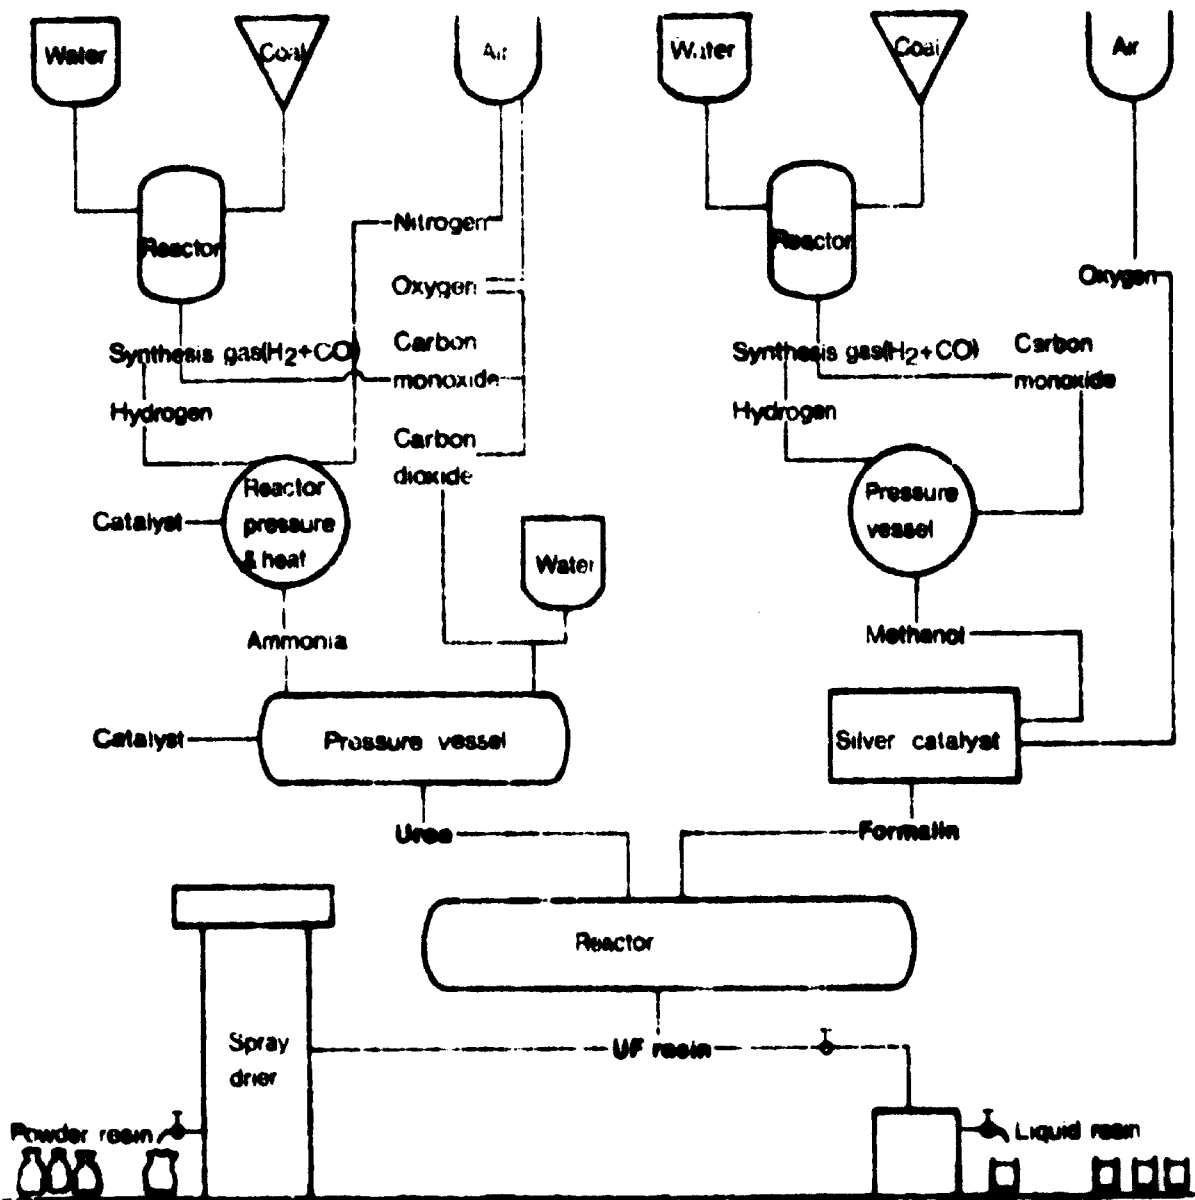 Water
Coal
Air
Water
Coal
Air
Reactor
Nitrogen
Reactor
Oxygen
Oxygen
Synthesis gas(H2+CO)
Carbon
monoxide
Synthesis gas(H2+CO)
Carbon
monoxide
Hydrogen
Hydrogen
Carbon
dioxide
Catalyst
Reactor
pressure
& heat
Pressure
vessel
Water
Ammonia
Methanol
Catalyst
Pressure vessel
Silver catalyst
Urea
Formalin
Reactor
Spray
drier
UF resin
Powder resin
Liquid resin